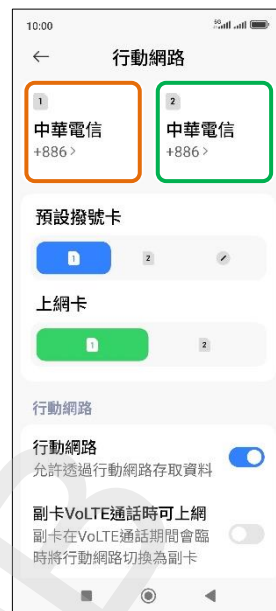 10:00
5G
行動網路
1
中華電信
+886 >
2
中華電信
+886 >
預設撥號卡
1
2
上網卡
1
2
行動網路
行動網路
允許透過行動網路存取資料
副卡VoLTE通話時可上網
副卡在VoLTE通話期間會臨
時將行動網路切換為副卡